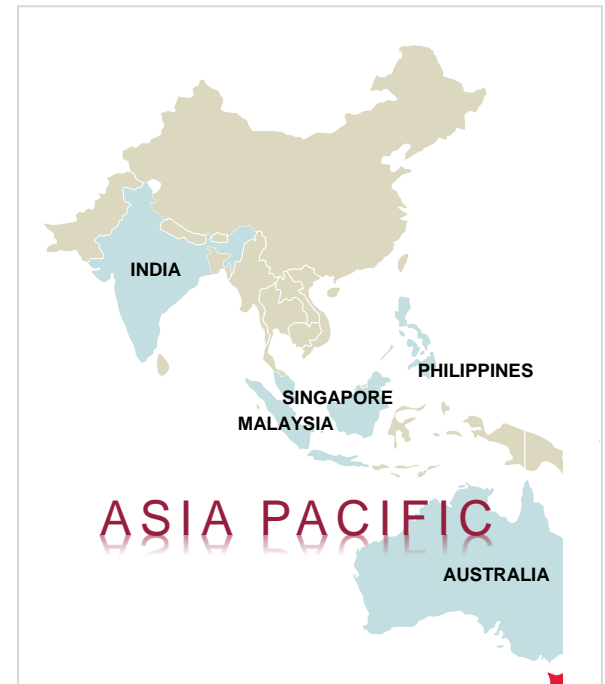 INDIA
PHILIPPINES
SINGAPORE
MALAYSIA
ASIA PACIFIC
AUSTRALIA